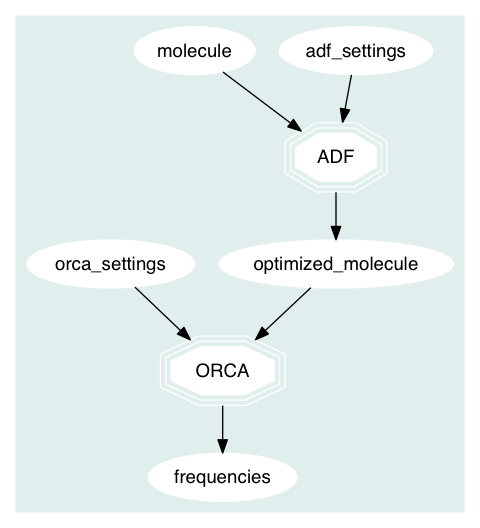 molecule
adf_settings
ADF
orca_settings
optimized_molecule
ORCA
frequencies